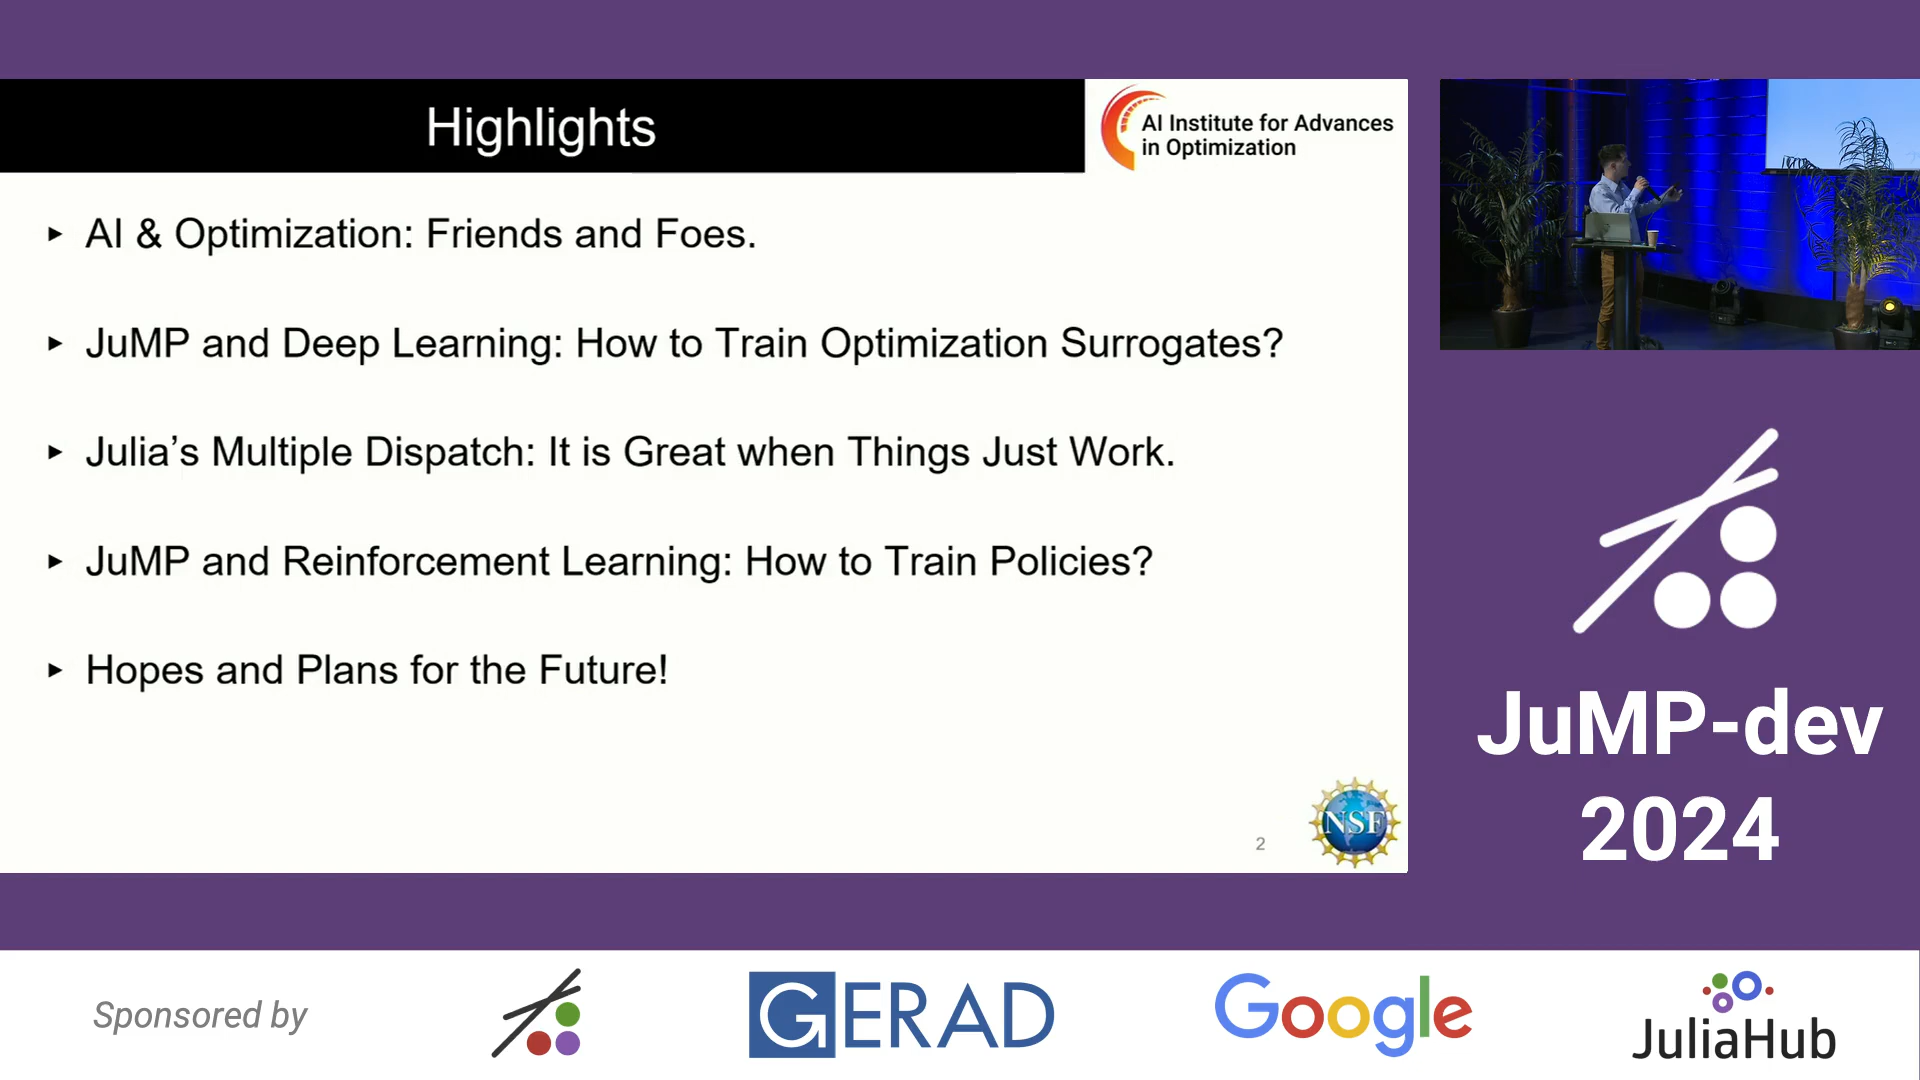 Highlights
AI Institute for Advances
in Optimization
▸ AI & Optimization: Friends and Foes.
▸ JuMP and Deep Learning: How to Train Optimization Surrogates?
▸ Julia’s Multiple Dispatch: It is Great when Things Just Work.
▸ JuMP and Reinforcement Learning: How to Train Policies?
▸ Hopes and Plans for the Future!
2
NSF
JuMP-dev
2024
Sponsored by
GERAD
Google
JuliaHub